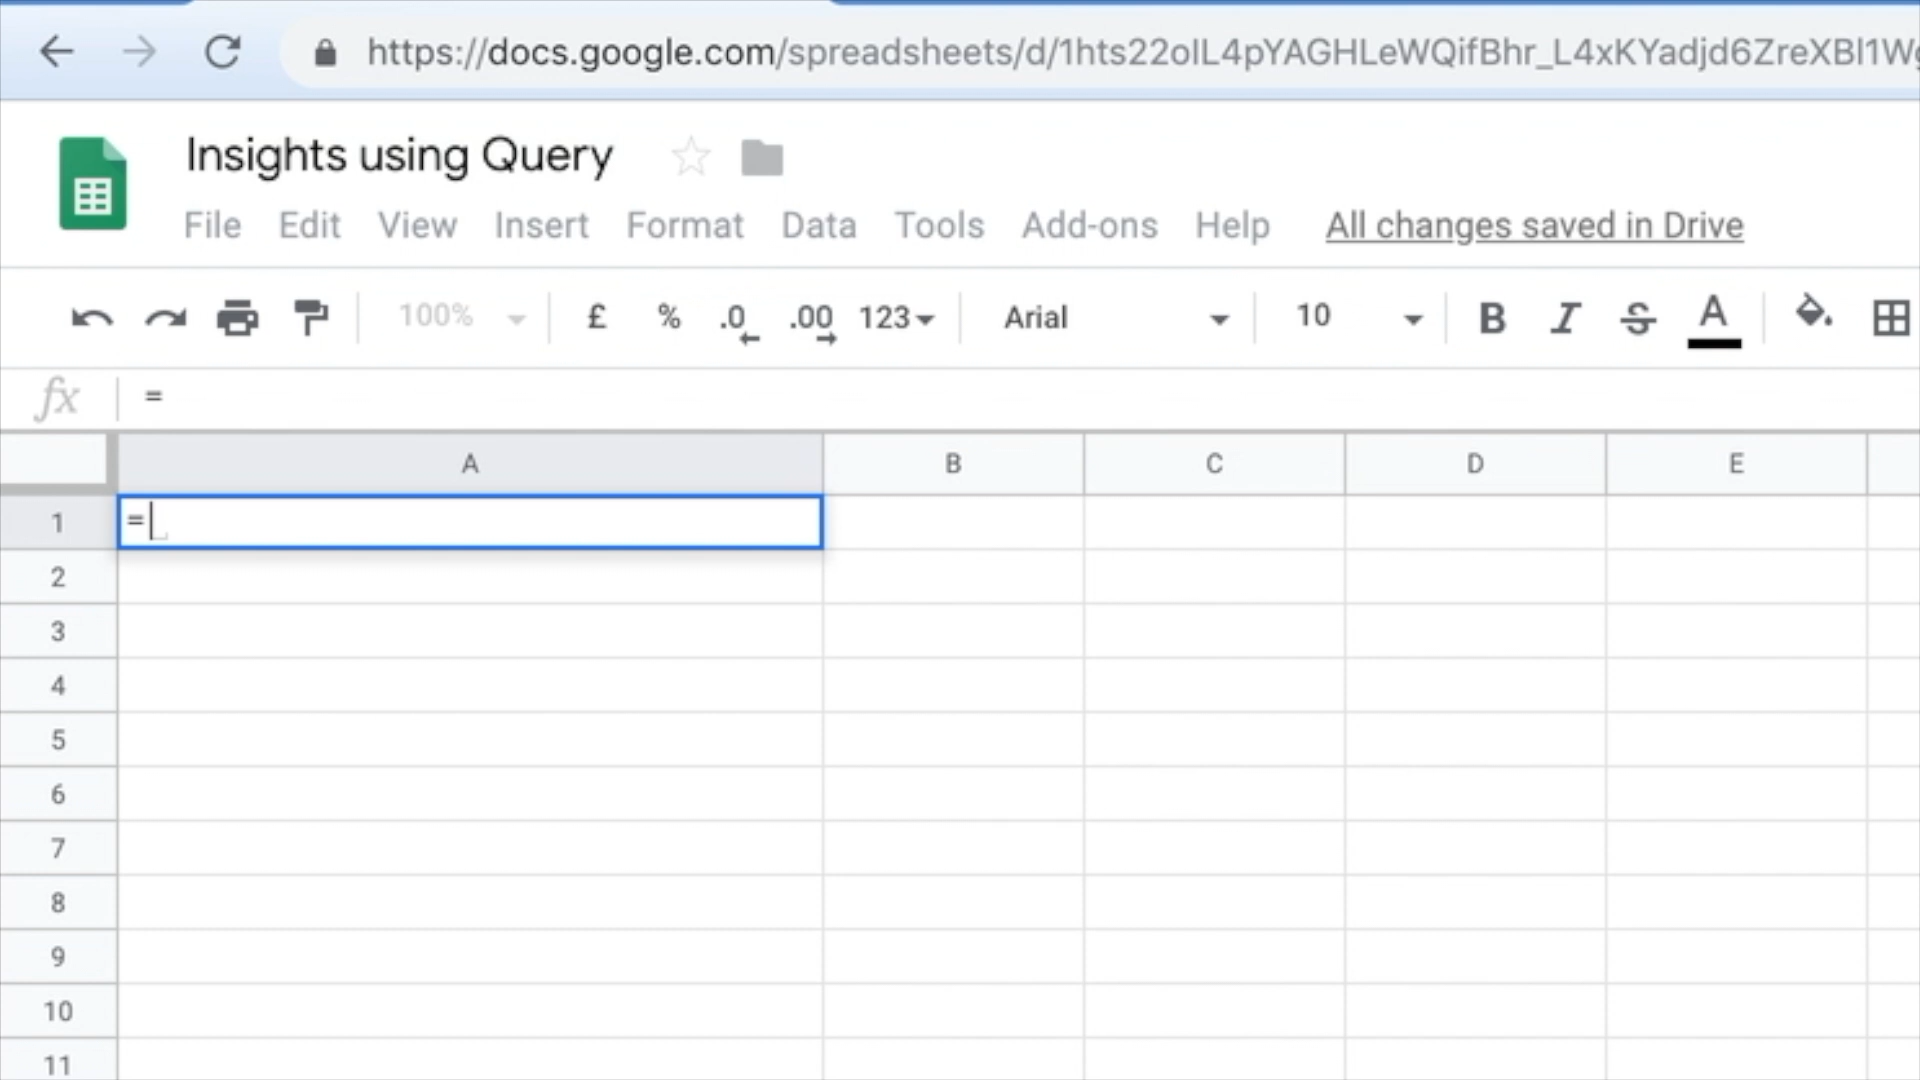 https://docs.google.com/spreadsheets/d/1hts22oIL4pYAGHLeWQifBhr_L4xKYadjd6ZreXBl1W
Insights using Query
File Edit View Insert Format Data Tools Add-ons Help All changes saved in Drive
100% £ % .0 .00 123 Arial 10 B I S A
fx =
A B C D E
1 =
2
3
4
5
6
7
8
9
10
11